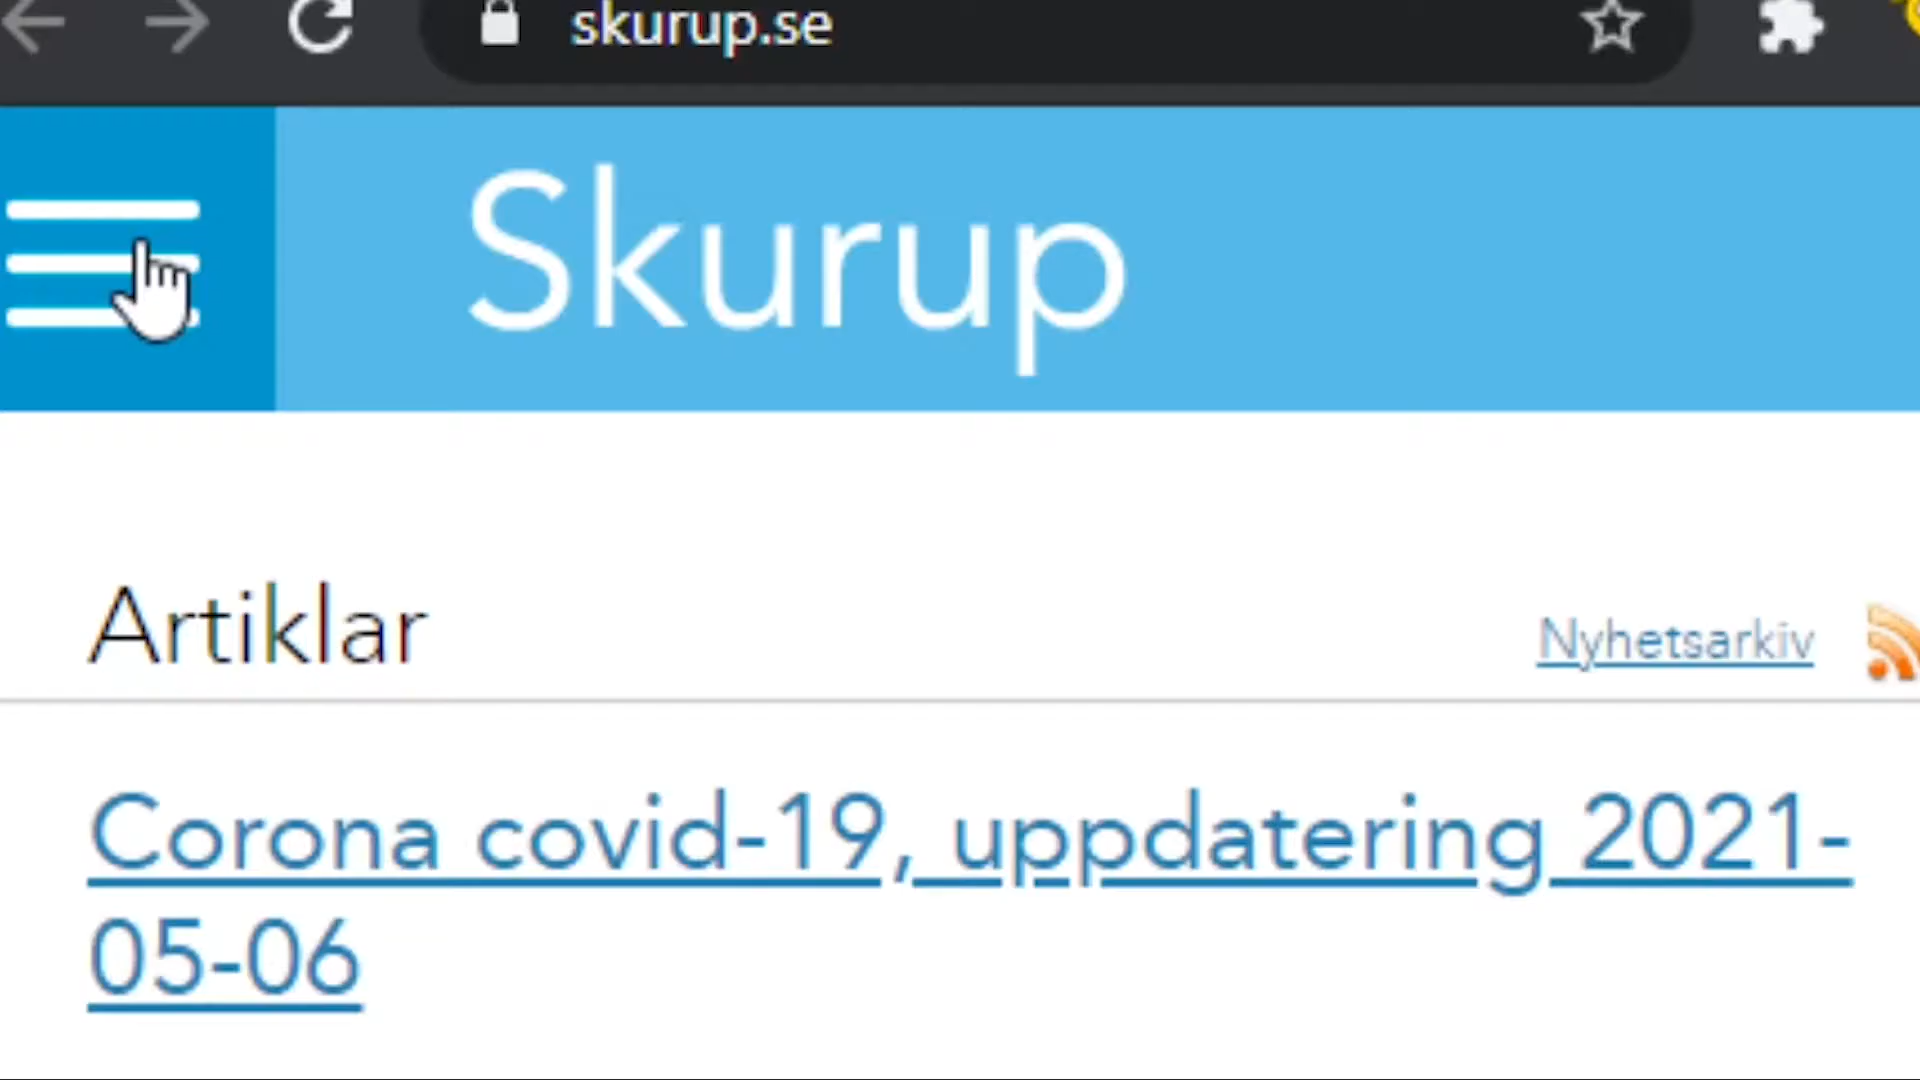 skurup.se
Skurup
Artiklar
Nyhetsarkiv
Corona covid-19, uppdatering 2021-
05-06